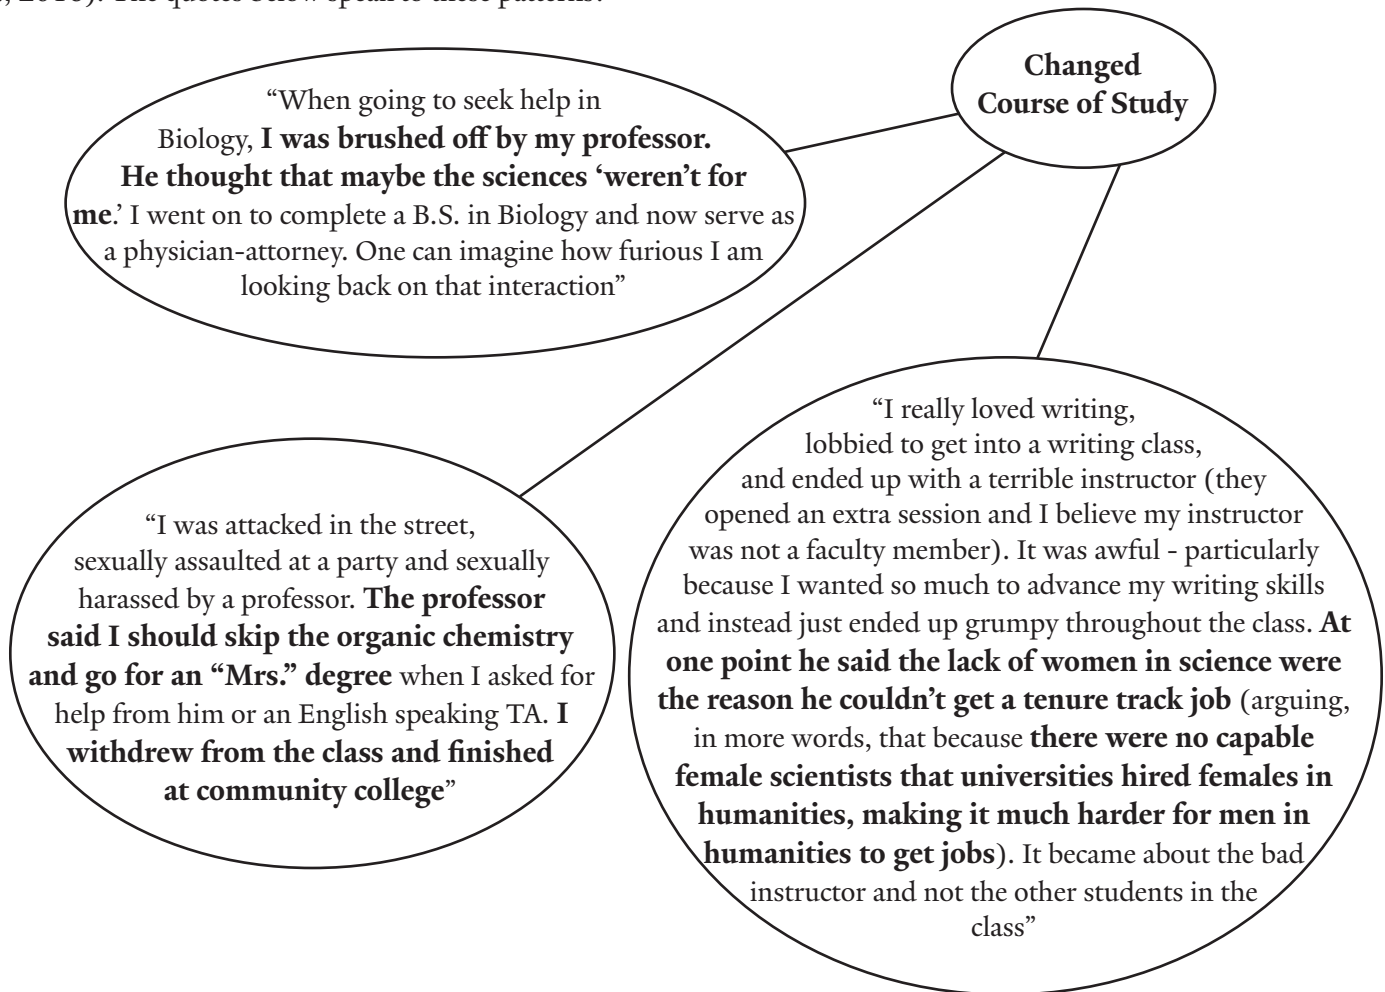 2016). The quotes below speak to these patterns.
Changed
Course of Study
“When going to seek help in
Biology, I was brushed off by my professor.
He thought that maybe the sciences ‘weren’t for
me.’ I went on to complete a B.S. in Biology and now serve as
a physician-attorney. One can imagine how furious I am
looking back on that interaction”
“I was attacked in the street,
sexually assaulted at a party and sexually
harassed by a professor. The professor
said I should skip the organic chemistry
and go for an “Mrs.” degree when I asked for
help from him or an English speaking TA. I
withdrew from the class and finished
at community college”
“I really loved writing,
lobbied to get into a writing class,
and ended up with a terrible instructor (they
opened an extra session and I believe my instructor
was not a faculty member). It was awful - particularly
because I wanted so much to advance my writing skills
and instead just ended up grumpy throughout the class. At
one point he said the lack of women in science were
the reason he couldn’t get a tenure track job (arguing,
in more words, that because there were no capable
female scientists that universities hired females in
humanities, making it much harder for men in
humanities to get jobs). It became about the bad
instructor and not the other students in the
class”